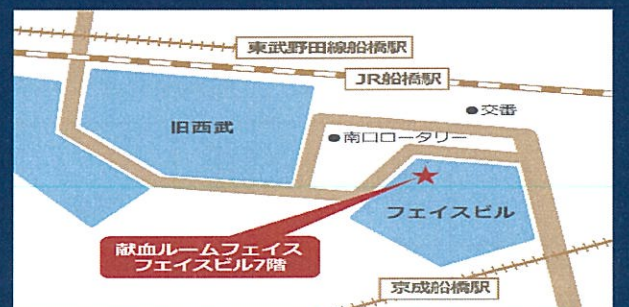 東武野田線船橋駅
JR船橋駅
●交番
旧西武
●南口ロータリー
フェイスビル
献血ルームフェイス
フェイスビル7階
京成船橋駅